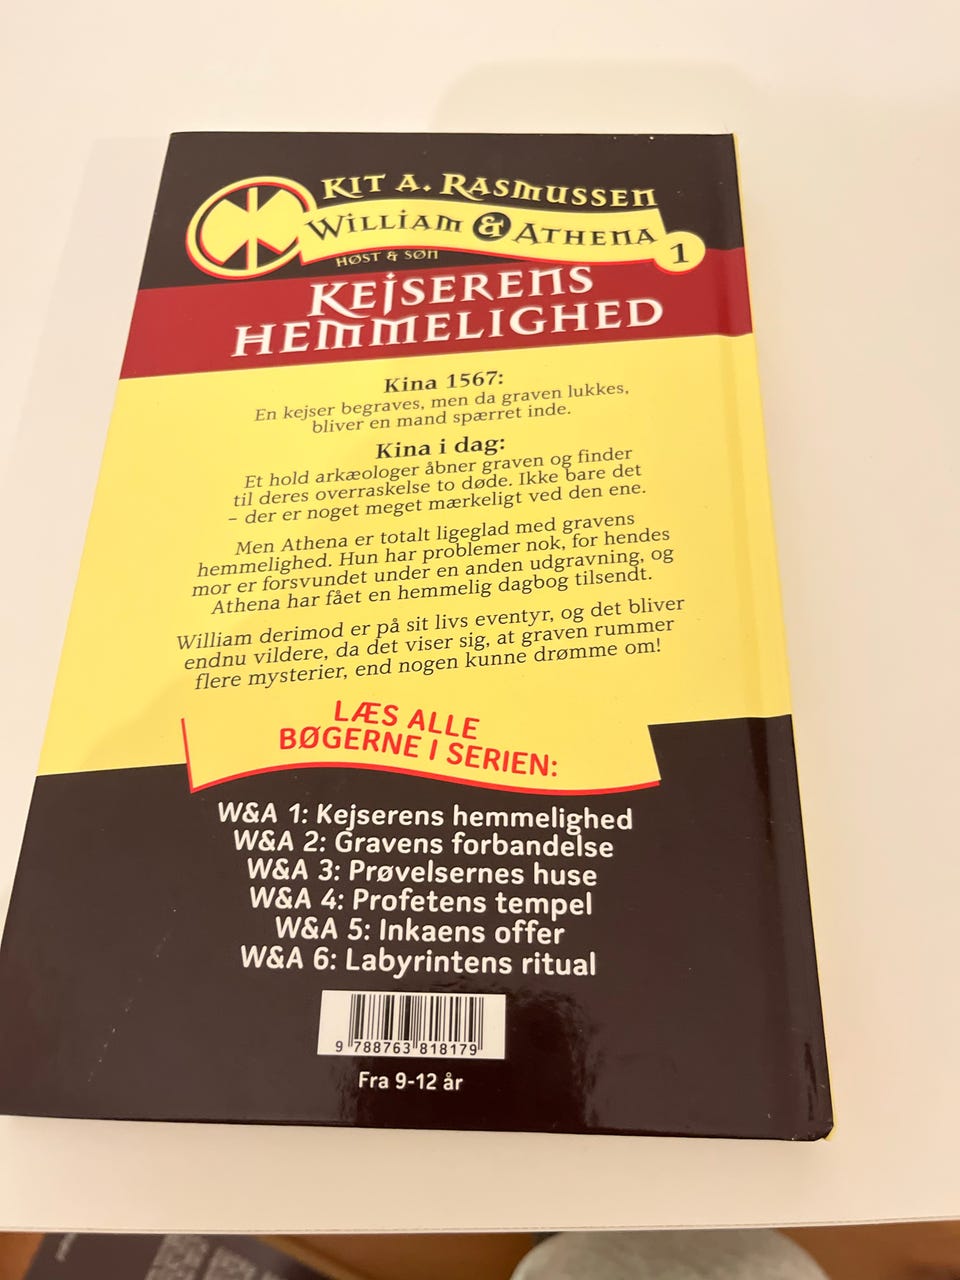 KIT A. RASMUSSEN
WILLIAM & ATHENA
1
HØST & SØN
KEJSERENS
HEMMELIGHED
Kina 1567:
En kejser begraves, men da graven lukkes,
bliver en mand spærret inde.
Kina i dag:
Et hold arkæologer åbner graven og finder
til deres overraskelse to døde. Ikke bare det
– der er noget meget mærkeligt ved den ene.
Men Athena er totalt ligeglad med gravens
hemmelighed. Hun har problemer nok, for hendes
mor er forsvundet under en anden udgravning, og
Athena har fået en hemmelig dagbog tilsendt.
William derimod er på sit livs eventyr, og det bliver
endnu vildere, da det viser sig, at graven rummer
flere mysterier, end nogen kunne drømme om!
LÆS ALLE
BØGERNE I SERIEN:
W&A 1: Kejserens hemmelighed
W&A 2: Gravens forbandelse
W&A 3: Prøvelsernes huse
W&A 4: Profetens tempel
W&A 5: Inkaens offer
W&A 6: Labyrintens ritual
9 788763 818179
Fra 9-12 år